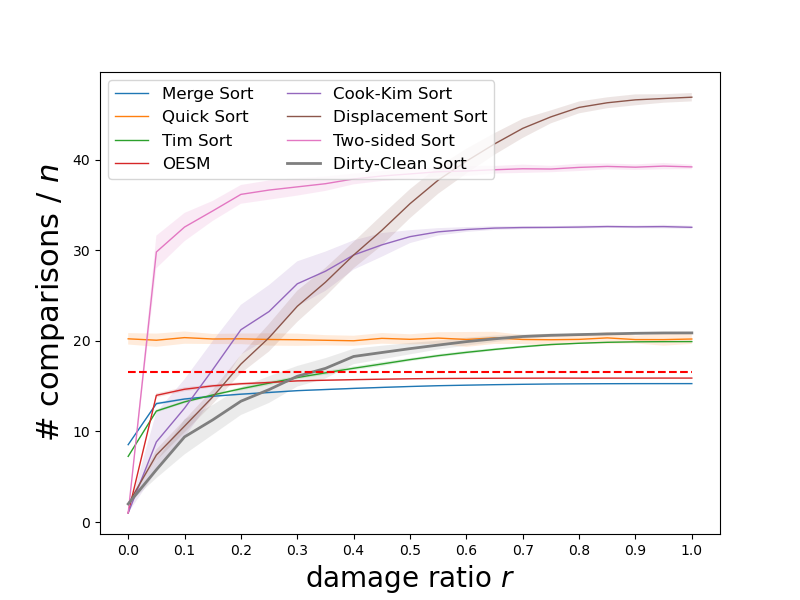 Merge Sort
Quick Sort
Tim Sort
OESM
Cook-Kim Sort
Displacement Sort
Two-sided Sort
Dirty-Clean Sort
# comparisons / n
40
30
20
10
0
0.0 0.1 0.2 0.3 0.4 0.5 0.6 0.7 0.8 0.9 1.0
damage ratio r